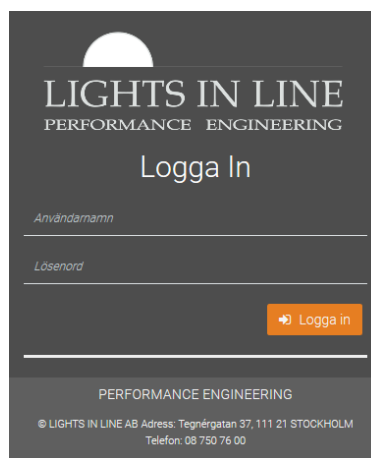 LIGHTS IN LINE
PERFORMANCE ENGINEERING
Logga In
Användarnamn
Lösenord
Logga in
PERFORMANCE ENGINEERING
© LIGHTS IN LINE AB Adress: Tegnérgatan 37, 111 21 STOCKHOLM
Telefon: 08 750 76 00